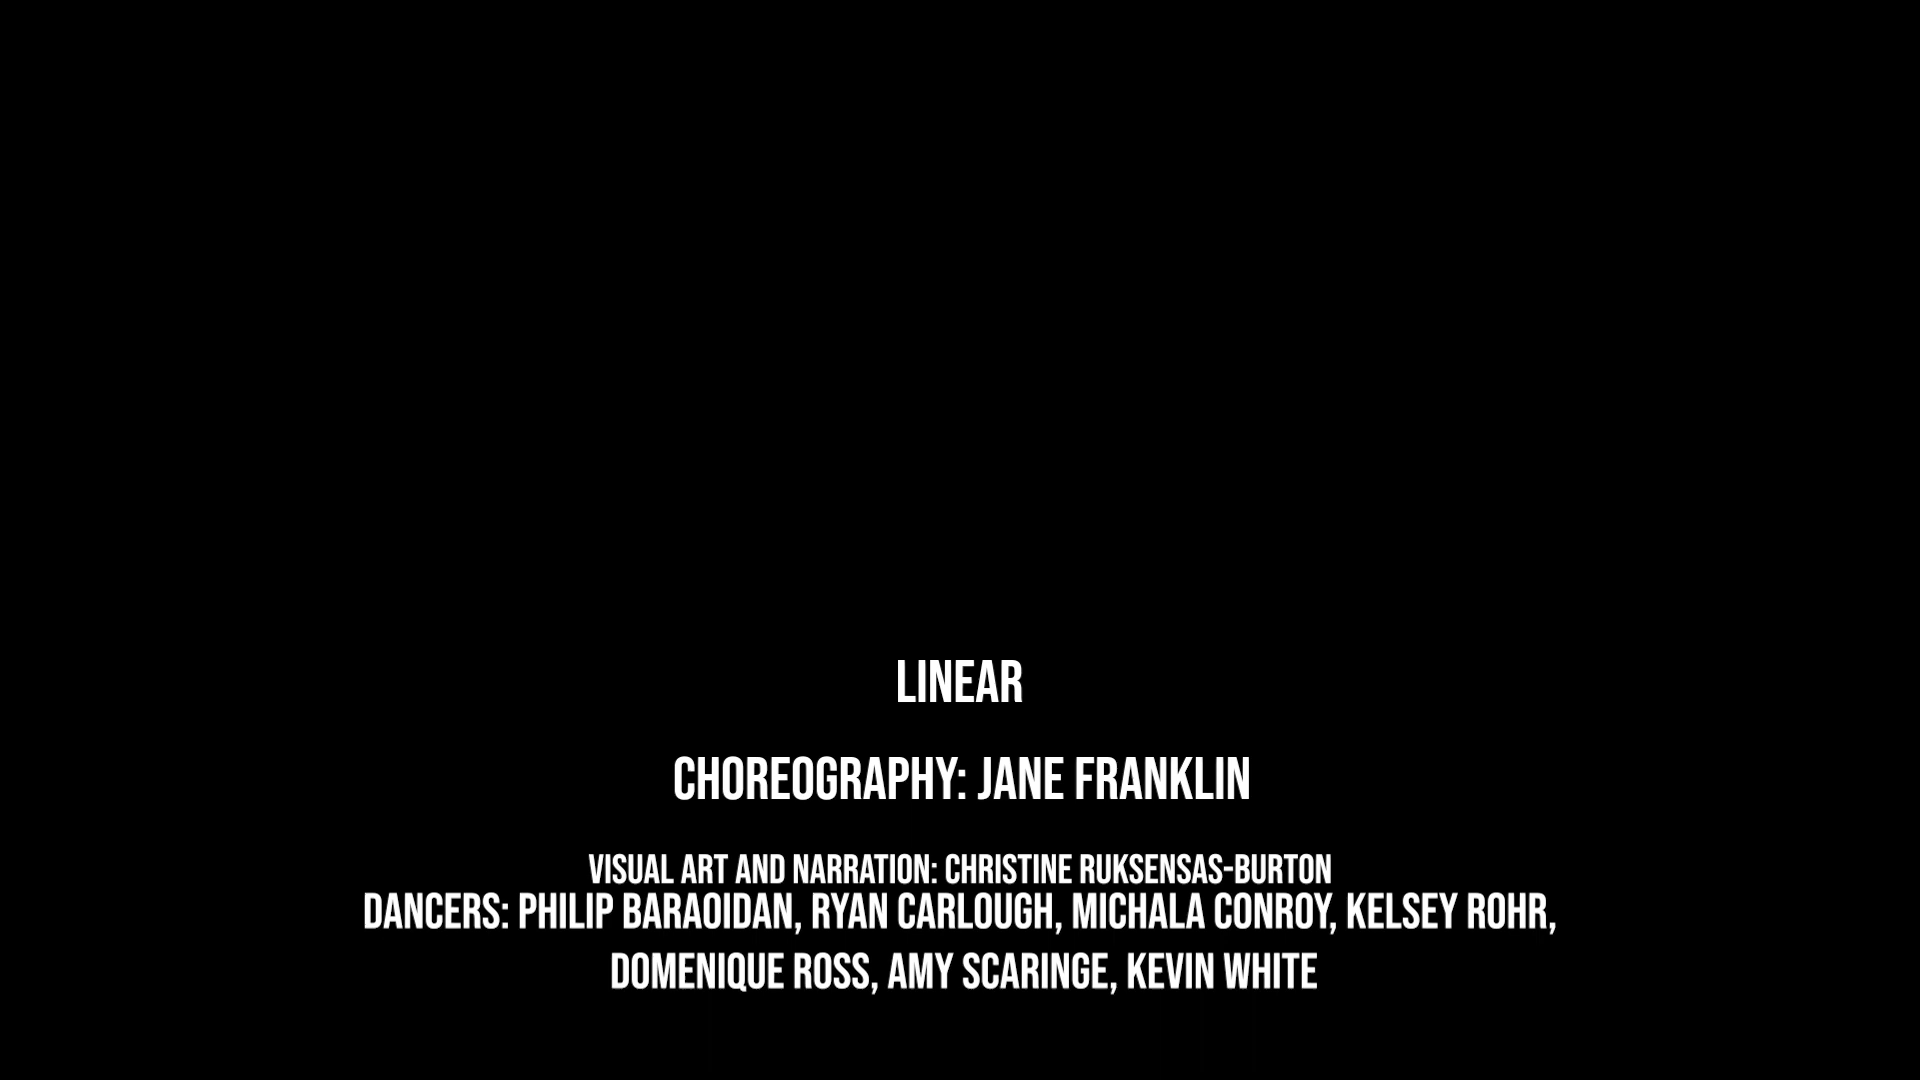 LINEAR
CHOREOGRAPHY: JANE FRANKLIN
VISUAL ART AND NARRATION: CHRISTINE RUKSENSAS-BURTON
DANCERS: PHILIP BARAOIDAN, RYAN CARLOUGH, MICHALA CONROY, KELSEY ROHR,
DOMENIQUE ROSS, AMY SCARINGE, KEVIN WHITE